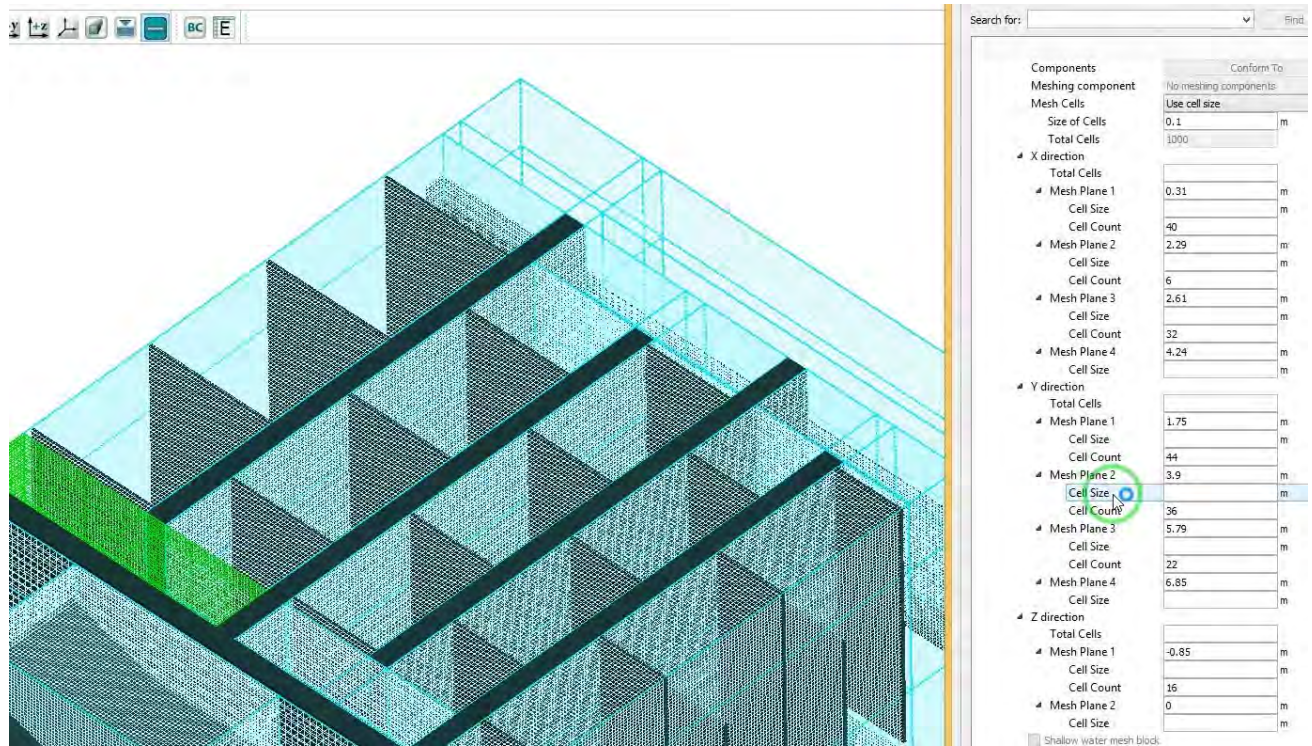 +z
BC
E
Search for:
Find
Components Conform To
Meshing component No meshing components
Mesh Cells Use cell size
Size of Cells 0.1 m
Total Cells 1000
X direction
Total Cells
Mesh Plane 1 0.31 m
Cell Size m
Cell Count 40
Mesh Plane 2 2.29 m
Cell Size m
Cell Count 6
Mesh Plane 3 2.61 m
Cell Size m
Cell Count 32
Mesh Plane 4 4.24 m
Cell Size m
Y direction
Total Cells
Mesh Plane 1 1.75 m
Cell Size m
Cell Count 44
Mesh Plane 2 3.9 m
Cell Size m
Cell Count 36
Mesh Plane 3 5.79 m
Cell Size m
Cell Count 22
Mesh Plane 4 6.85 m
Cell Size m
Z direction
Total Cells
Mesh Plane 1 -0.85 m
Cell Size m
Cell Count 16
Mesh Plane 2 0 m
Cell Size m
Shallow water mesh block